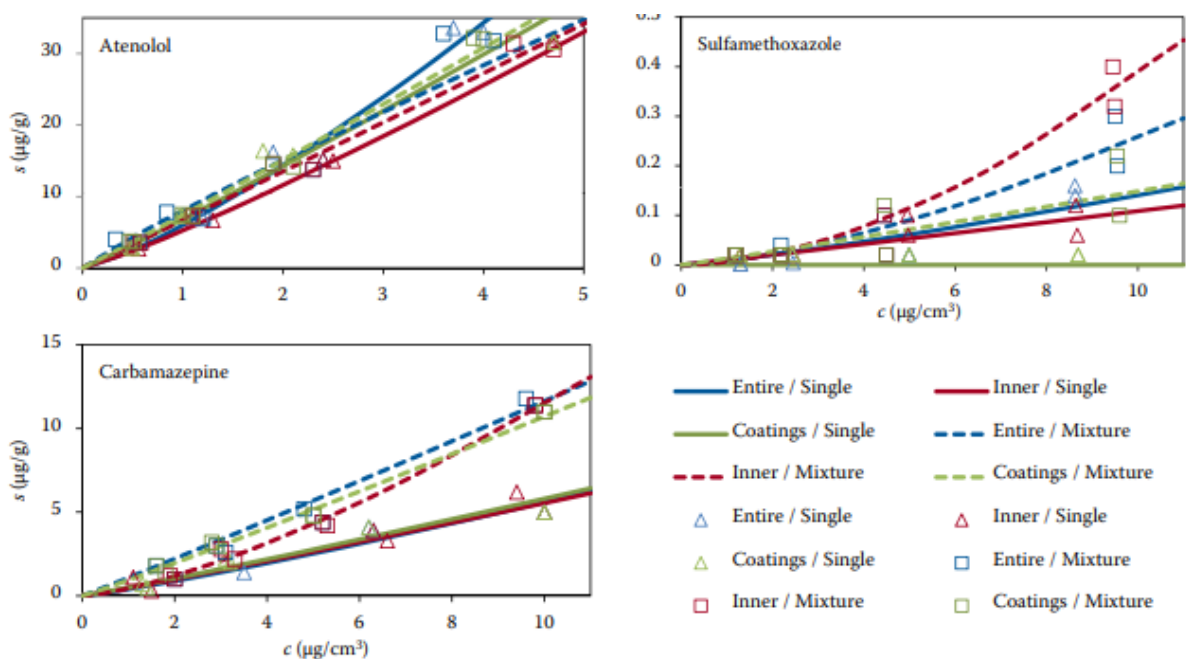 Atenolol
s (µg/g)
30
20
10
0
0 1 2 3 4 5
Sulfamethoxazole
s (µg/g)
0.5
0.4
0.3
0.2
0.1
0
0 2 4 6 8 10
c (µg/cm³)
Carbamazepine
s (µg/g)
15
10
5
0
0 2 4 6 8 10
c (µg/cm³)
Entire / Single
Inner / Single
Coatings / Single
Entire / Mixture
Inner / Mixture
Coatings / Mixture
Entire / Single
Inner / Single
Coatings / Single
Entire / Mixture
Inner / Mixture
Coatings / Mixture